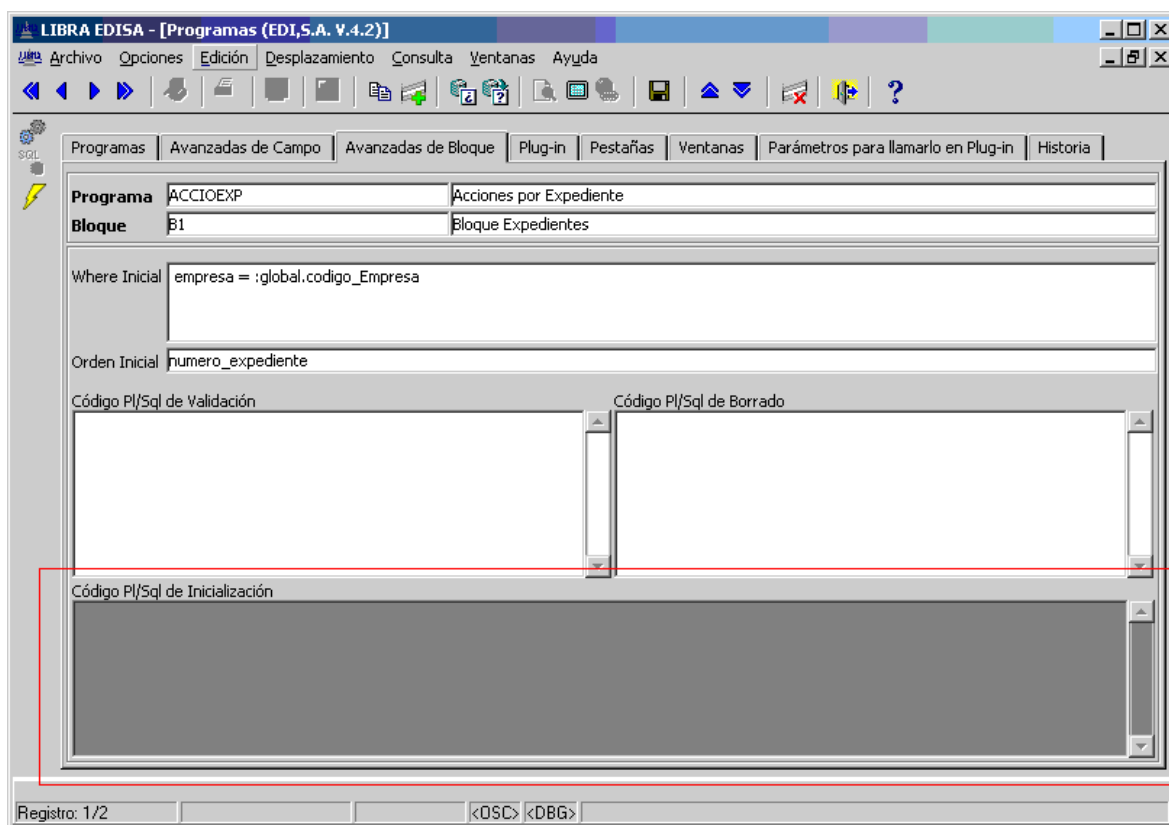 LIBRA EDISA - [Programas (EDI,S.A. V.4.2)]
Archivo Opciones Edición Desplazamiento Consulta Ventanas Ayuda
SQL
Programas Avanzadas de Campo Avanzadas de Bloque Plug-in Pestañas Ventanas Parámetros para llamarlo en Plug-in Historia
Programa ACCIOEXP Acciones por Expediente
Bloque B1 Bloque Expedientes
Where Inicial empresa = :global.codigo_Empresa
Orden Inicial numero_expediente
Código Pl/Sql de Validación Código Pl/Sql de Borrado
Código Pl/Sql de Inicialización
Registro: 1/2 <OSC> <DBG>